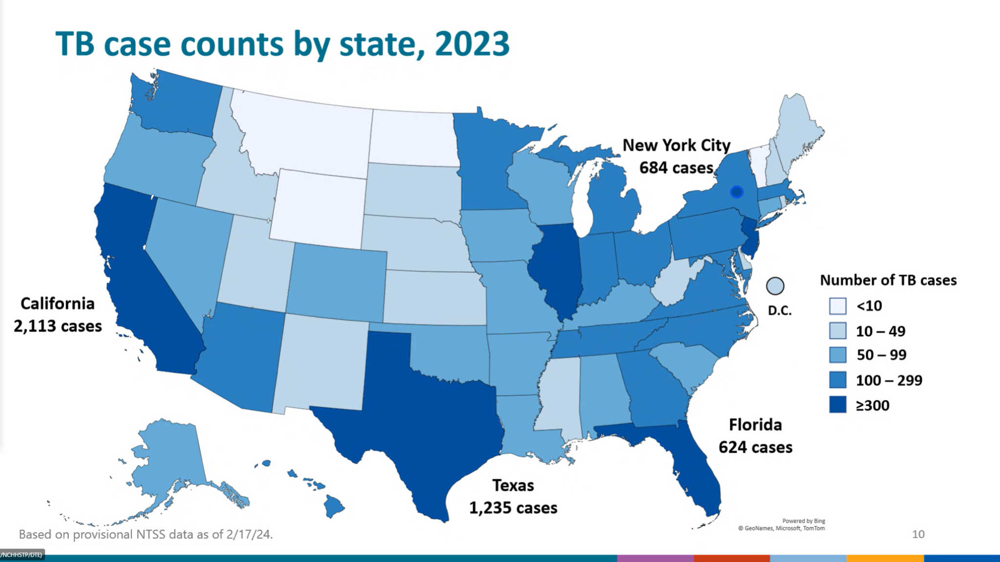 TB case counts by state, 2023
New York City
684 cases
California
2,113 cases
D.C.
Number of TB cases
<10
10 – 49
50 – 99
100 – 299
≥300
Florida
624 cases
Texas
1,235 cases
Powered by Bing
© GeoNames, Microsoft, TomTom
Based on provisional NTSS data as of 2/17/24.
10
/NCHHSTP/DTE)